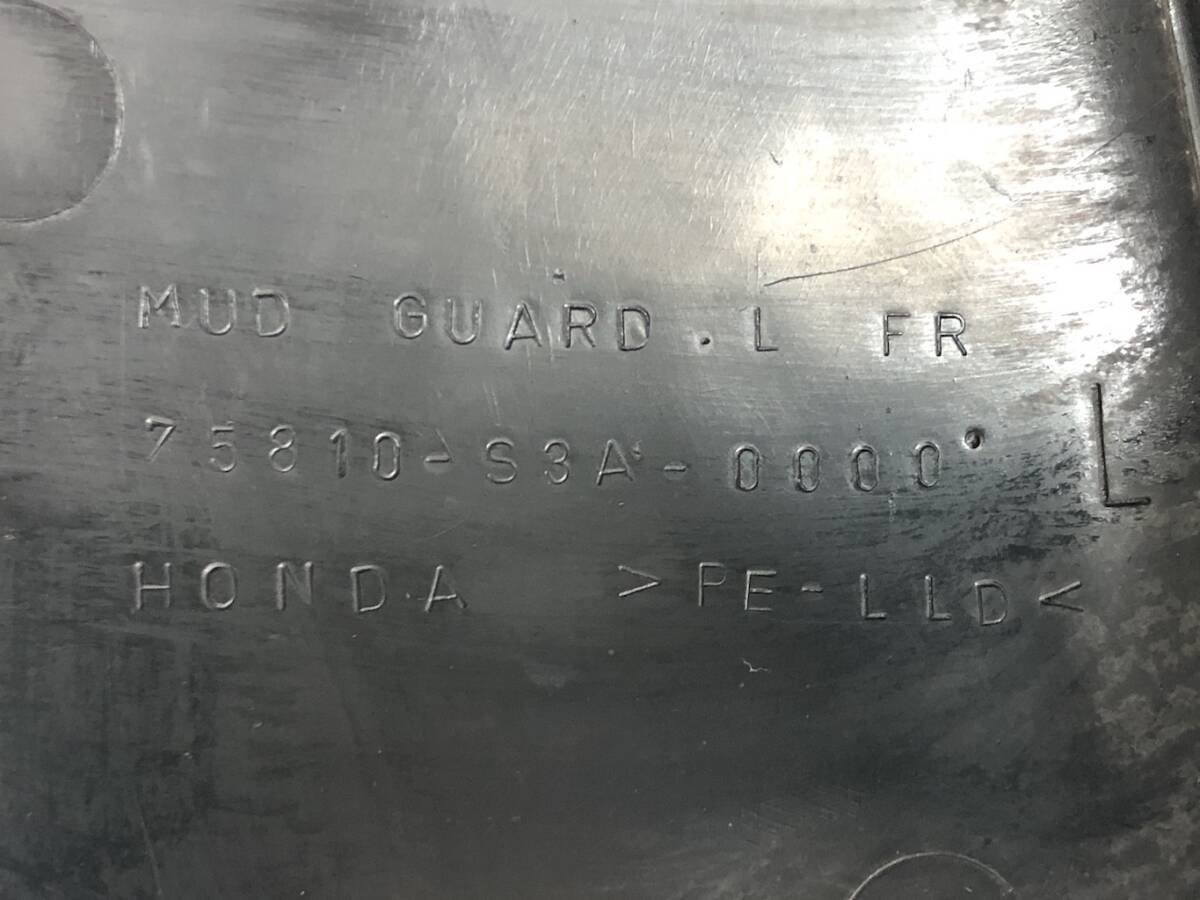 MUD GUARD.L FR
75810-S3A-0000
L
HONDA >PE-LLD<